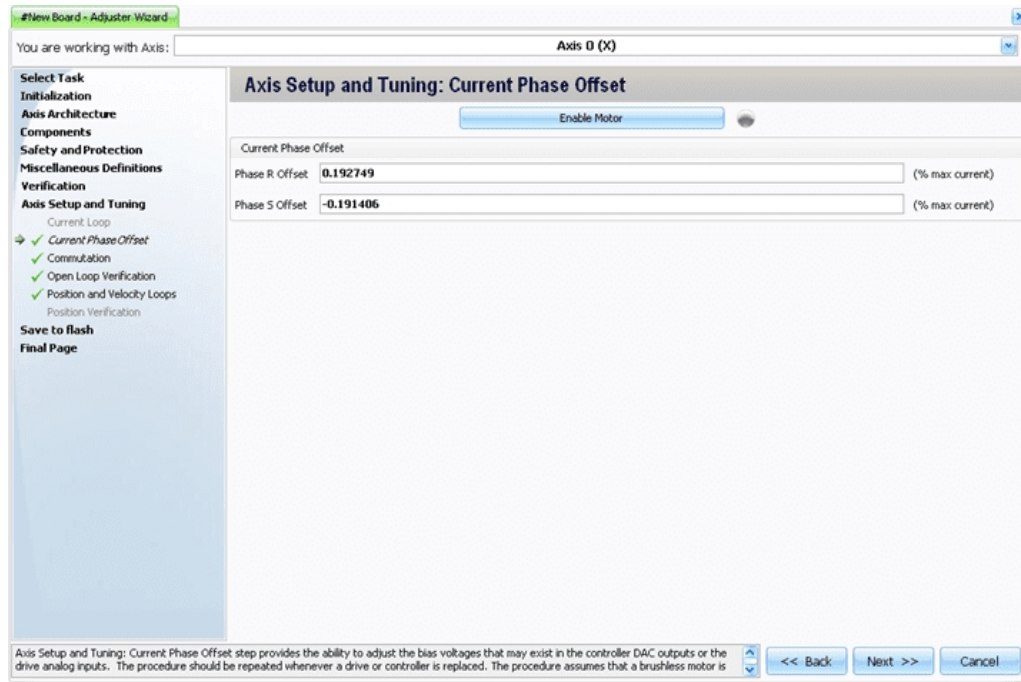 #New Board - Adjuster Wizard
You are working with Axis:
Axis 0 (X)
Select Task
Initialization
Axis Architecture
Components
Safety and Protection
Miscellaneous Definitions
Verification
Axis Setup and Tuning
Current Loop
Current Phase Offset
Commutation
Open Loop Verification
Position and Velocity Loops
Position Verification
Save to flash
Final Page
Axis Setup and Tuning: Current Phase Offset
Enable Motor
Current Phase Offset
Phase R Offset 0.192749 (% max current)
Phase S Offset -0.191406 (% max current)
Axis Setup and Tuning: Current Phase Offset step provides the ability to adjust the bias voltages that may exist in the controller DAC outputs or the
drive analog inputs. The procedure should be repeated whenever a drive or controller is replaced. The procedure assumes that a brushless motor is
<< Back
Next >>
Cancel